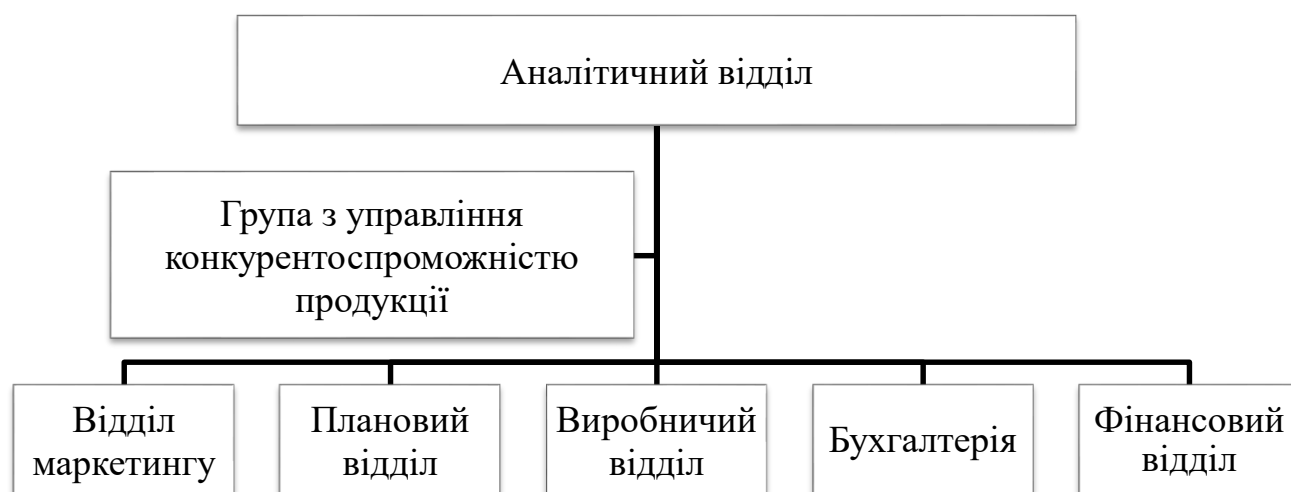 Аналітичний відділ
Група з управління
конкурентоспроможністю
продукції
Відділ
маркетингу
Плановий
відділ
Виробничий
відділ
Бухгалтерія
Фінансовий
відділ